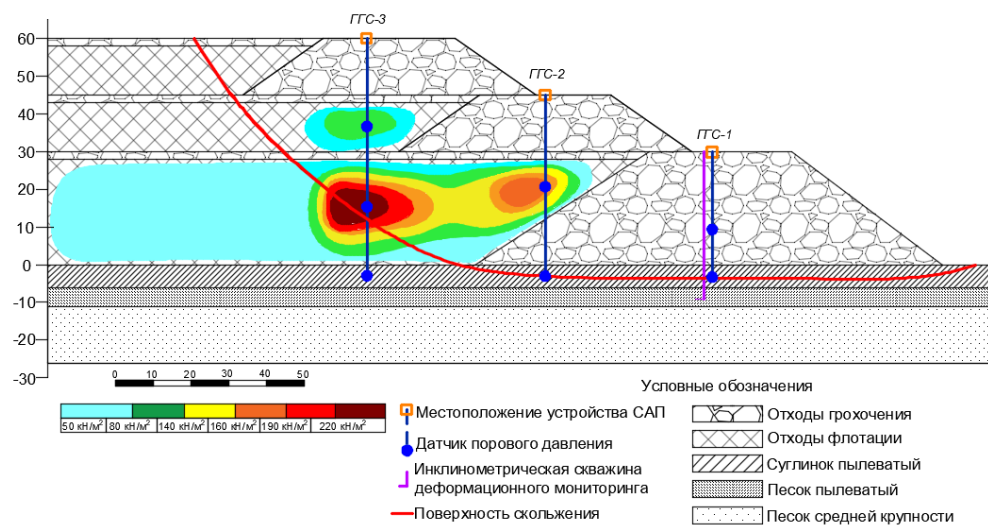 ГГС-3
ГГС-2
ГГС-1
60
50
40
30
20
10
0
-10
-20
-30
0 10 20 30 40 50
50 кН/м² 80 кН/м² 140 кН/м² 160 кН/м² 190 кН/м² 220 кН/м²
Местоположение устройства САП
Датчик порового давления
Инклинометрическая скважина
деформационного мониторинга
Поверхность скольжения
Условные обозначения
Отходы грохочения
Отходы флотации
Суглинок пылеватый
Песок пылеватый
Песок средней крупности